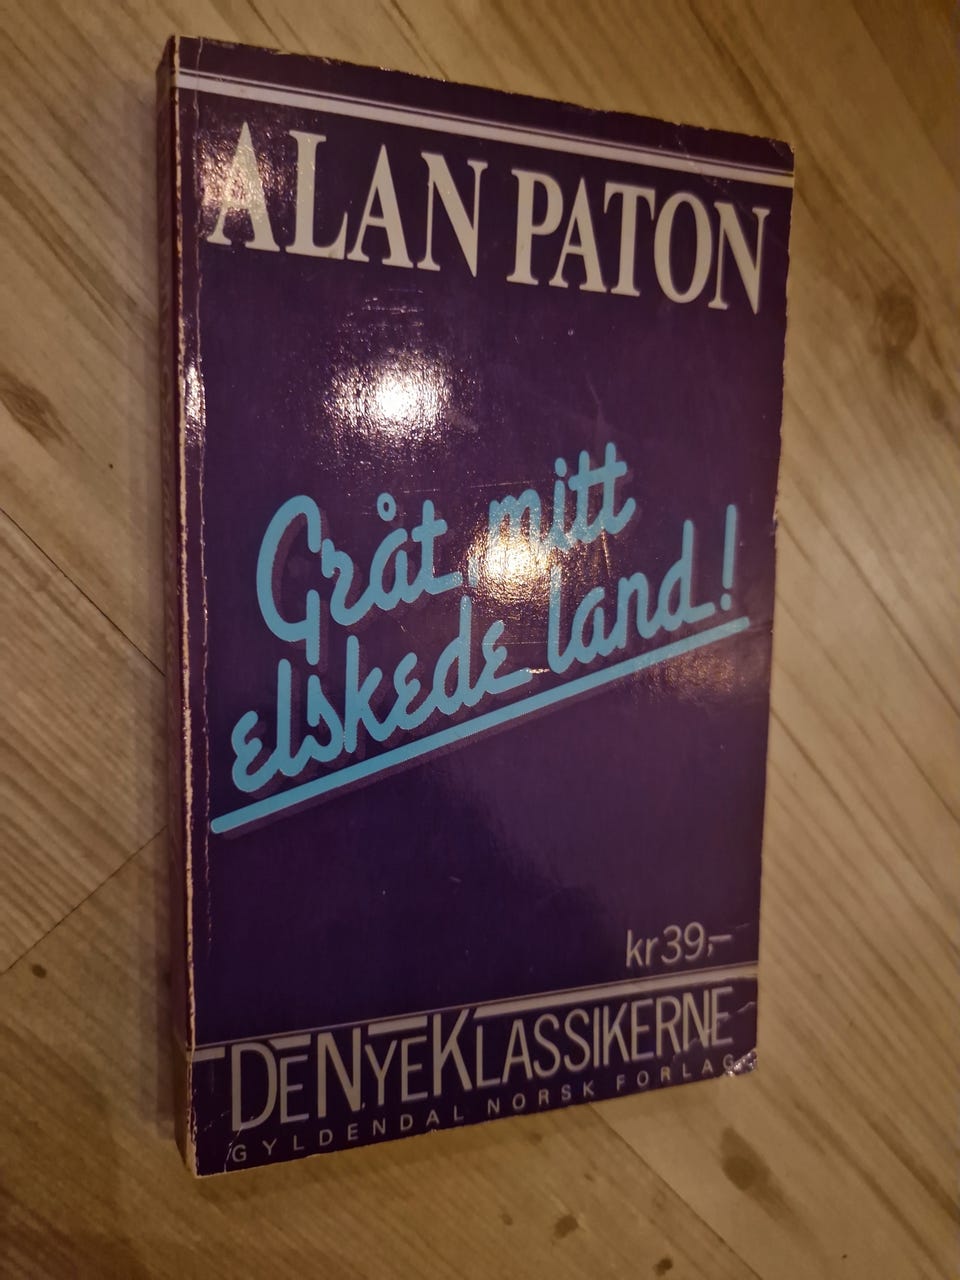 ALAN PATON
Gråt, mitt
elskede land!
kr 39,-
DENYEKLASSIKERNE
GYLDENDAL NORSK FORLAG